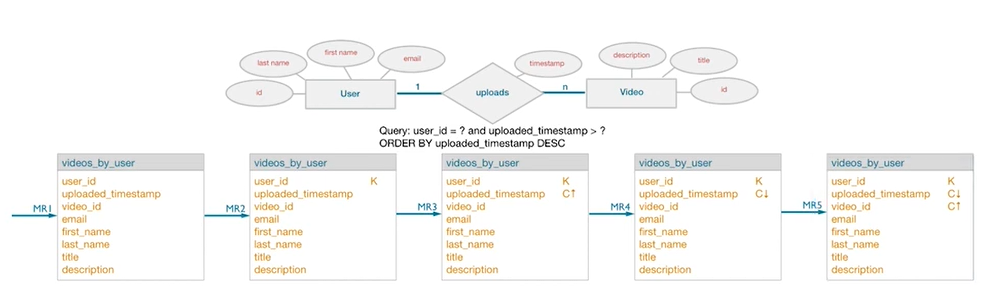 first name
last name
email
id
User
1
uploads
timestamp
n
description
title
Video
id
Query: user_id = ? and uploaded_timestamp > ?
ORDER BY uploaded_timestamp DESC
MR1
videos_by_user
user_id
uploaded_timestamp
video_id
email
first_name
last_name
title
description
MR2
videos_by_user
user_id K
uploaded_timestamp
video_id
email
first_name
last_name
title
description
MR3
videos_by_user
user_id K
uploaded_timestamp C↑
video_id
email
first_name
last_name
title
description
MR4
videos_by_user
user_id K
uploaded_timestamp C↓
video_id
email
first_name
last_name
title
description
MR5
videos_by_user
user_id K
uploaded_timestamp C↓
video_id C↑
email
first_name
last_name
title
description